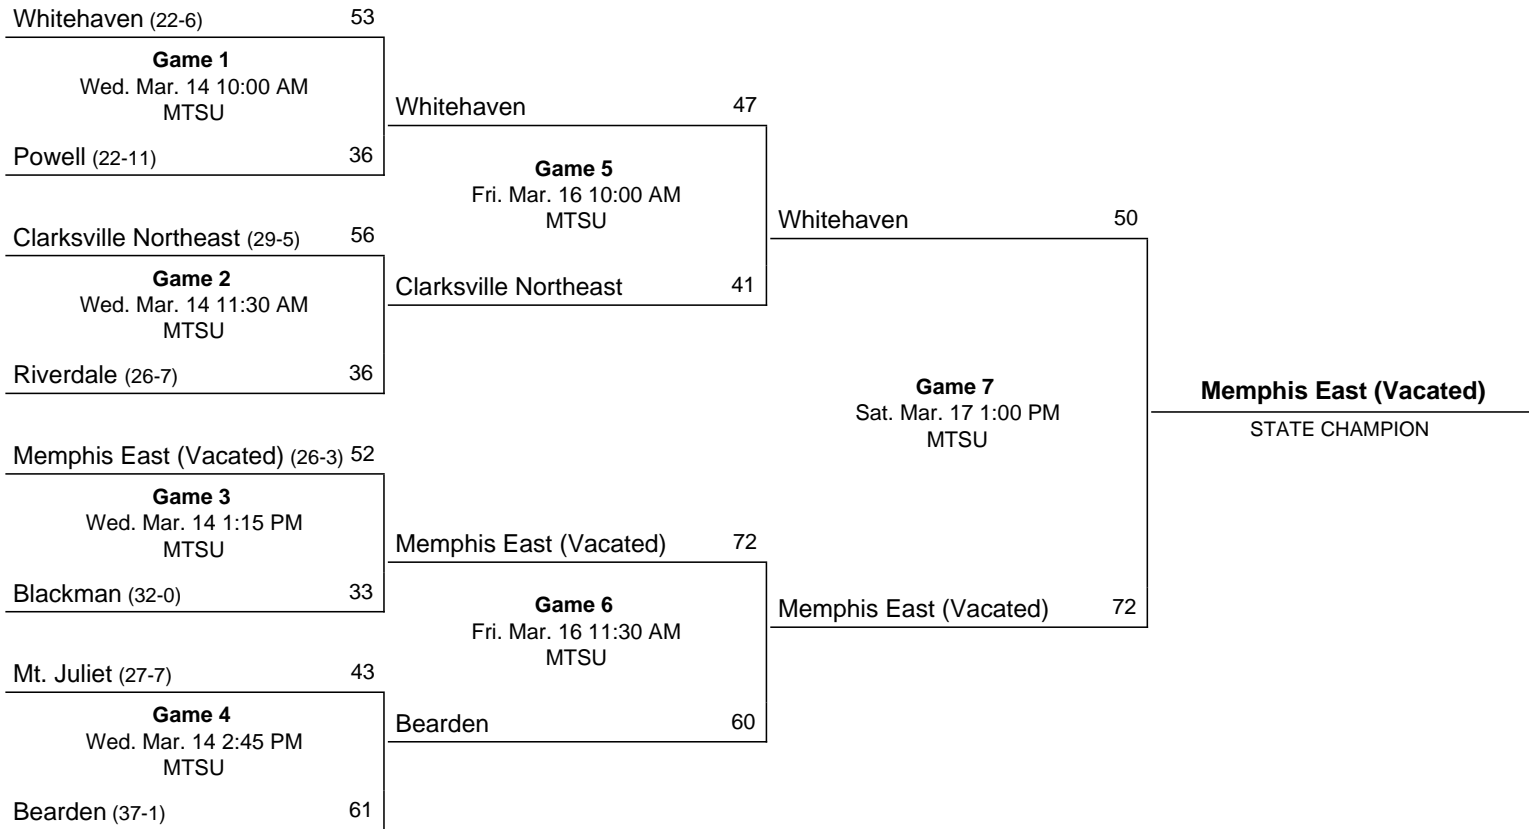 Whitehaven (22-6) 53
Game 1
Wed. Mar. 14 10:00 AM
MTSU
Powell (22-11) 36
Clarksville Northeast (29-5) 56
Game 2
Wed. Mar. 14 11:30 AM
MTSU
Riverdale (26-7) 36
Memphis East (Vacated) (26-3) 52
Game 3
Wed. Mar. 14 1:15 PM
MTSU
Blackman (32-0) 33
Mt. Juliet (27-7) 43
Game 4
Wed. Mar. 14 2:45 PM
MTSU
Bearden (37-1) 61
Whitehaven 47
Game 5
Fri. Mar. 16 10:00 AM
MTSU
Clarksville Northeast 41
Memphis East (Vacated) 72
Game 6
Fri. Mar. 16 11:30 AM
MTSU
Bearden 60
Whitehaven 50
Game 7
Sat. Mar. 17 1:00 PM
MTSU
Memphis East (Vacated) 72
Memphis East (Vacated)
STATE CHAMPION